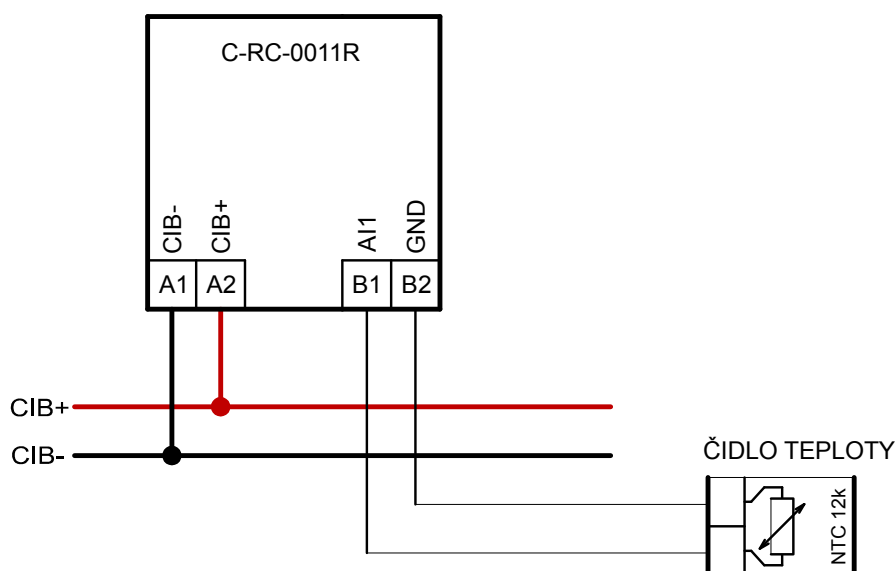 C-RC-0011R
CIB-
CIB+
AI1
GND
A1
A2
B1
B2
CIB+
CIB-
ČIDLO TEPLOTY
NTC 12k